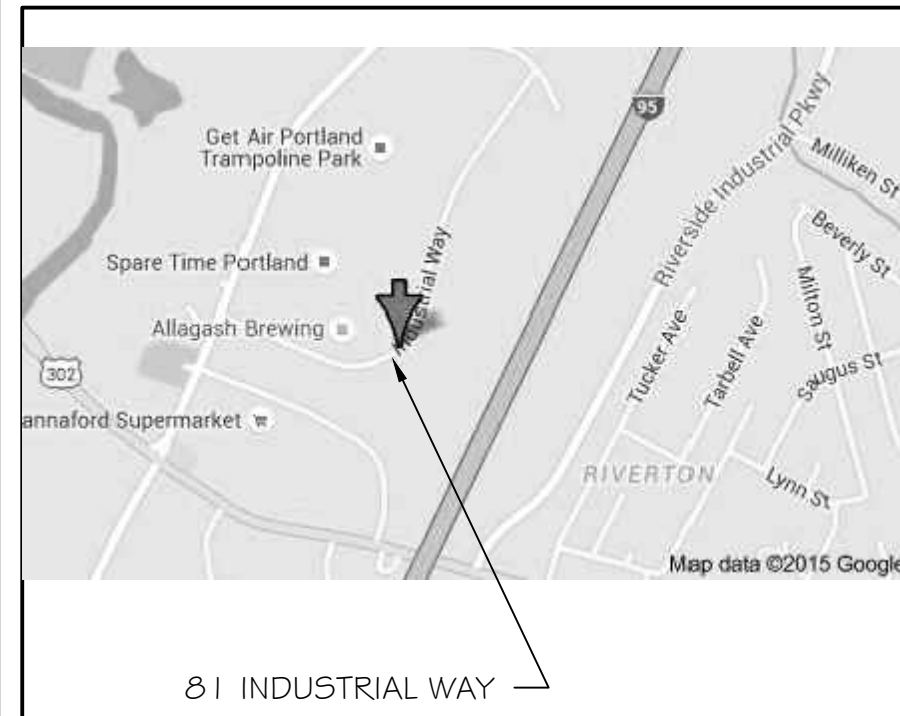 95
Get Air Portland
Trampoline Park
Riverside Industrial Pkwy
Milliken St
Beverly St
Industrial Way
Spare Time Portland
Milton St
Allagash Brewing
Tucker Ave
Tarbell Ave
Saugus St
302
annaford Supermarket
RIVERTON
Lynn St
Map data ©2015 Google
81 INDUSTRIAL WAY